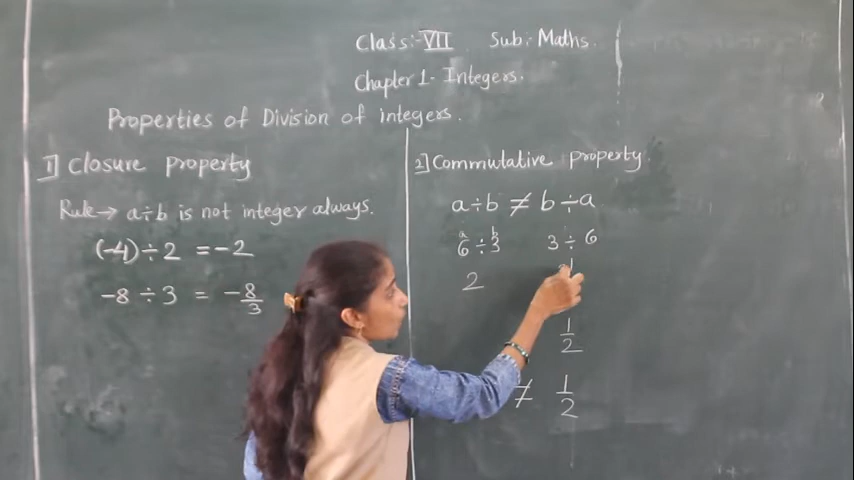 Class:- VII Sub: Maths.
Chapter 1- Integers.
Properties of Division of integers.
1] Closure Property
Rule→ a÷b is not integer always.
(-4)÷2 = -2
-8 ÷ 3 = -8/3
2] Commutative property.
a÷b ≠ b÷a
a b
6÷3 3÷6
2
1/2
≠ 1/2